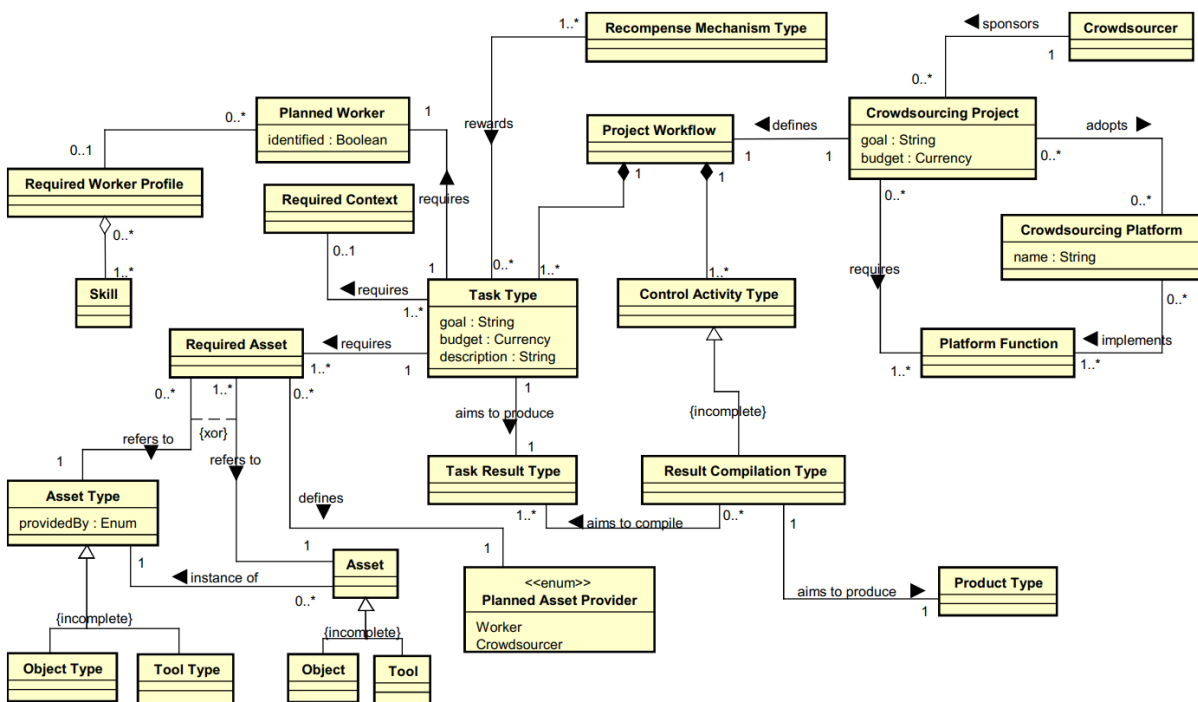 1..*
Recompense Mechanism Type
sponsors
Crowdsourcer
1
0..*
0..*
Planned Worker
identified : Boolean
1
rewards
Project Workflow
defines
1
1
Crowdsourcing Project
goal : String
budget : Currency
adopts
0..*
0..1
Required Worker Profile
Required Context
requires
1
1
0..*
0..*
0..*
0..1
Crowdsourcing Platform
name : String
1..*
Skill
requires
1
0..*
1..*
1..*
Task Type
goal : String
budget : Currency
description : String
Control Activity Type
1..*
requires
0..*
Required Asset
requires
1..*
1
Platform Function
implements
1..*
1..*
0..*
1..*
0..*
1
{incomplete}
aims to produce
refers to
{xor}
refers to
1
1
Task Result Type
Result Compilation Type
Asset Type
providedBy : Enum
defines
1..*
aims to compile
0..*
1
1
1
1
instance of
0..*
Asset
<<enum>>
Planned Asset Provider
Worker
Crowdsourcer
aims to produce
1
Product Type
{incomplete}
{incomplete}
Object Type
Tool Type
Object
Tool